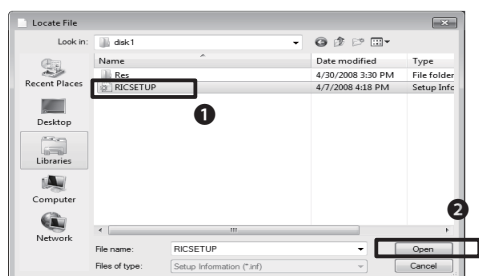 Locate File
Look in: disk1
Name Date modified Type
Res 4/30/2008 3:30 PM File folder
RICSETUP 4/7/2008 4:18 PM Setup Info
1
Recent Places
Desktop
Libraries
Computer
Network
2
File name: RICSETUP Open
Files of type: Setup Information (*.inf) Cancel